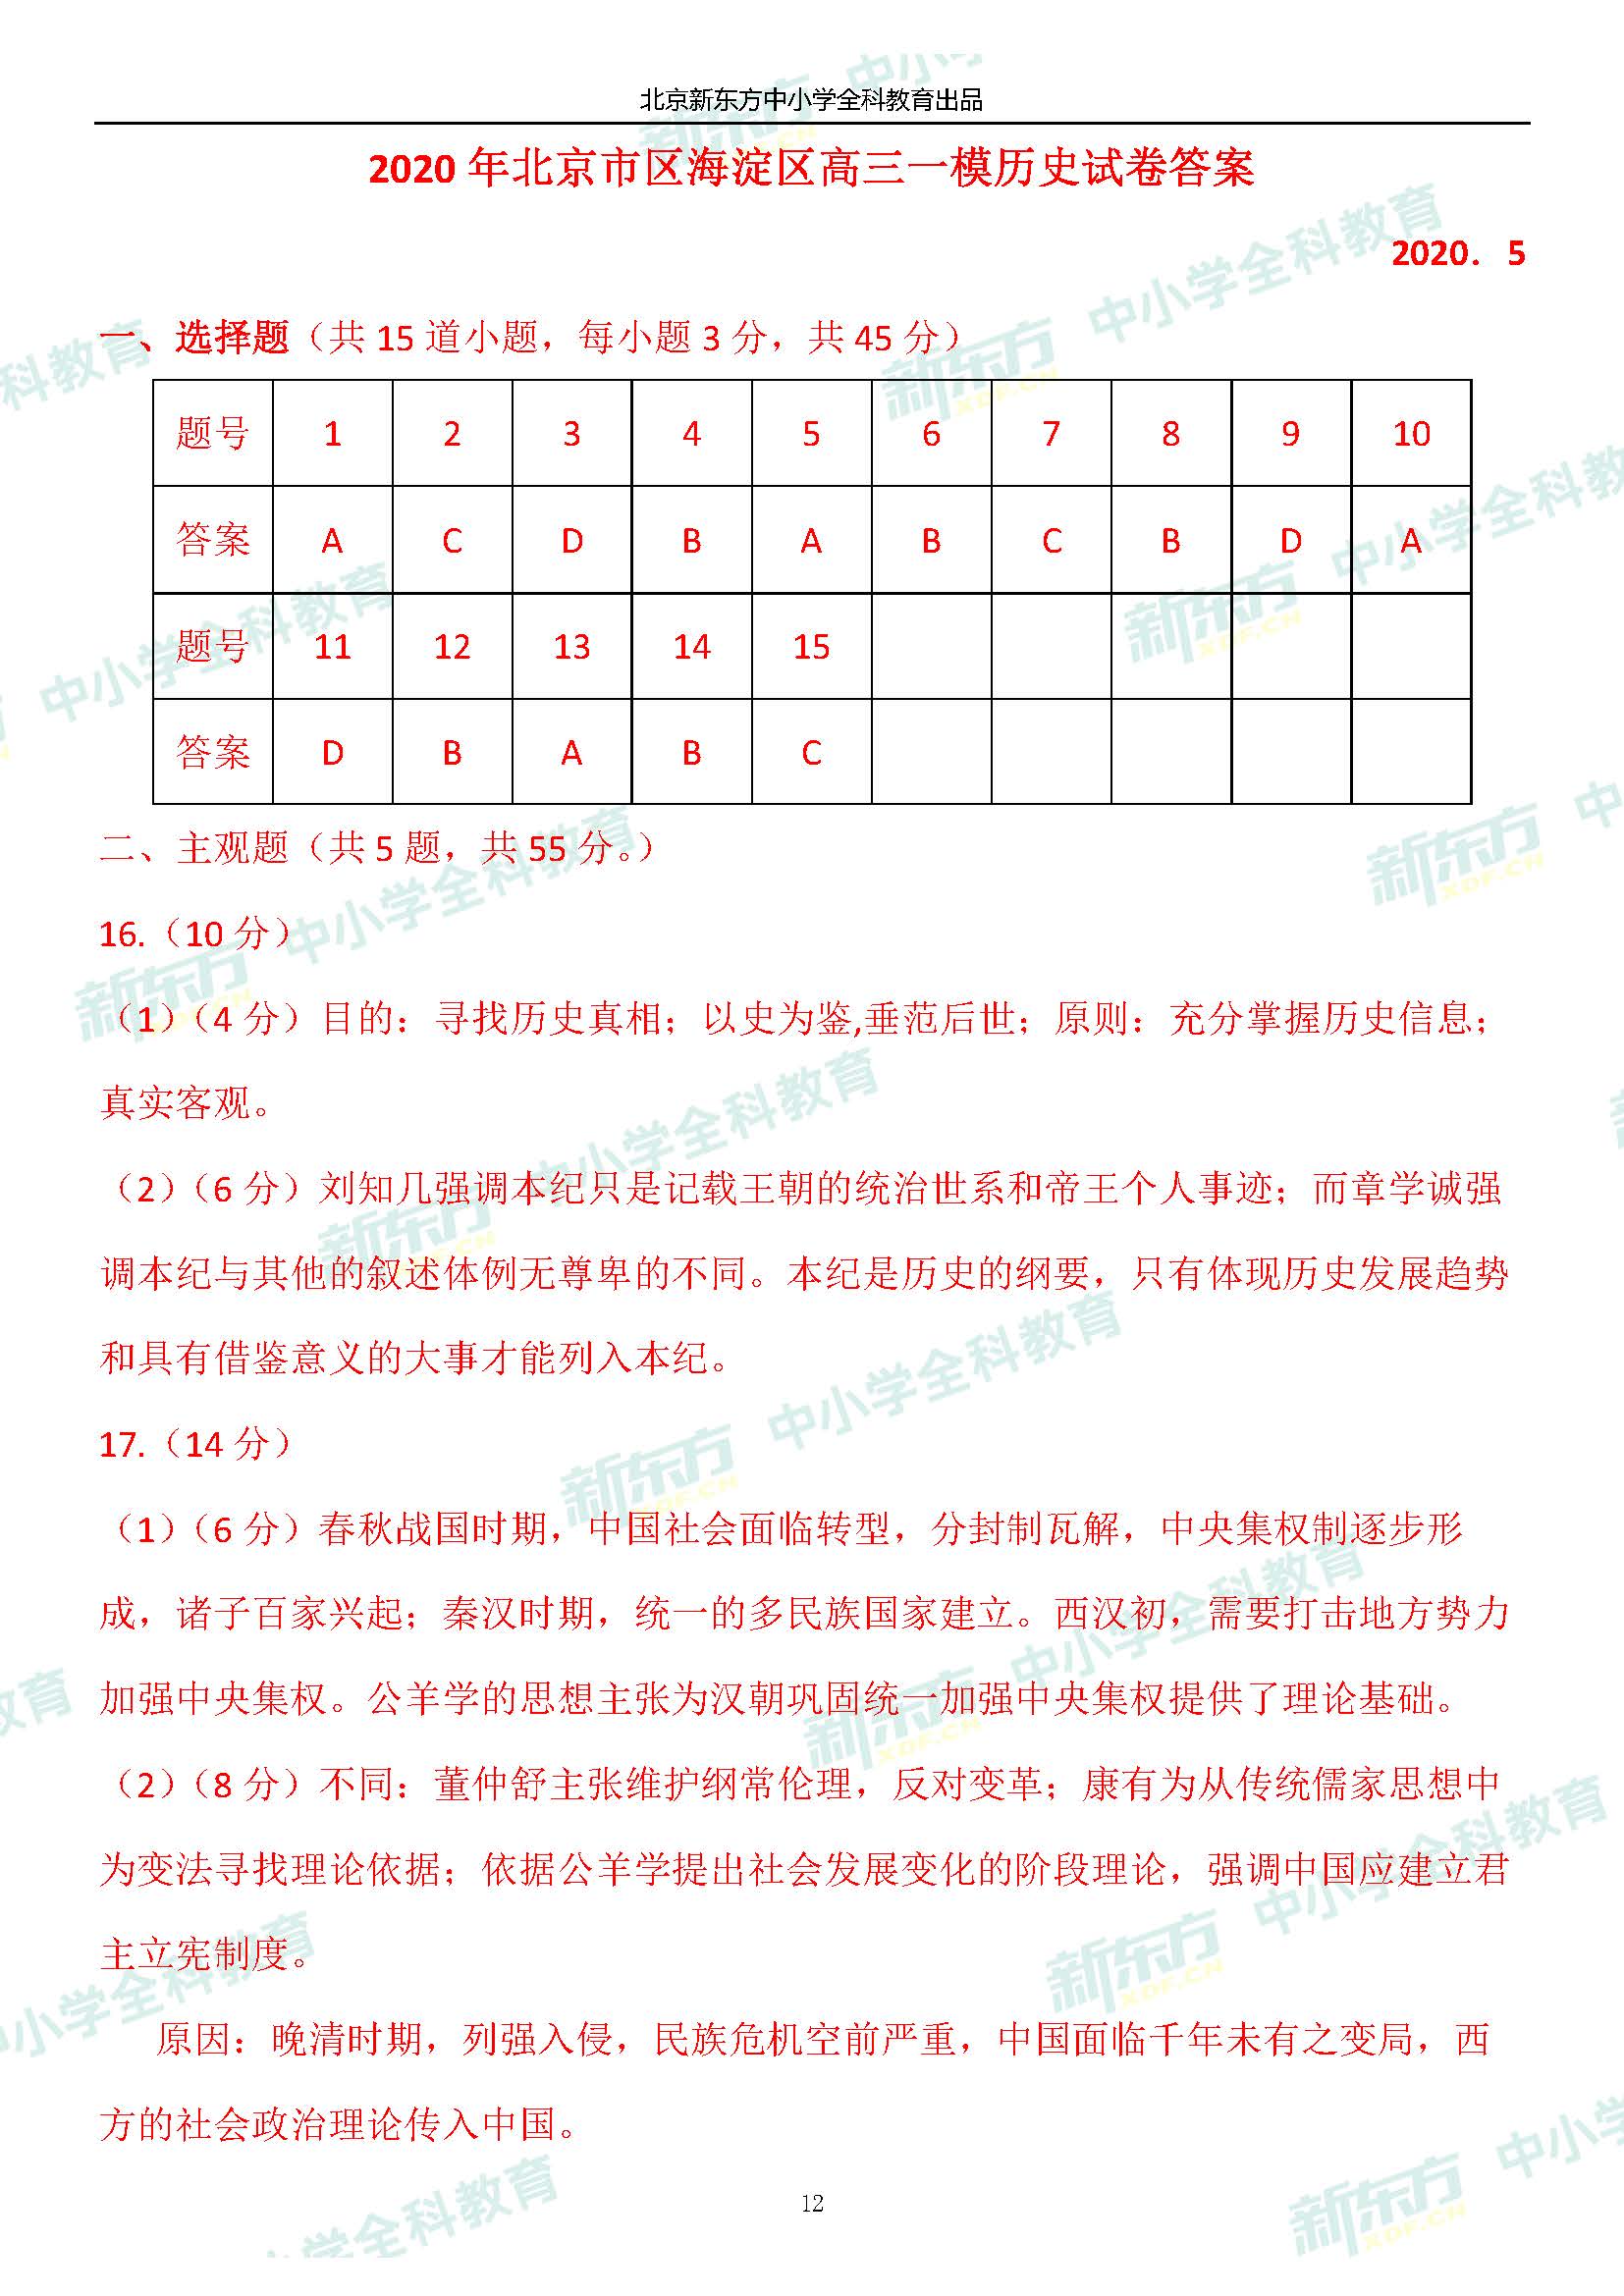 北京新东方中小学全科教育出品
2020 年北京市区海淀区高三一模历史试卷答案
2020． 5
一、选择题（共 15 道小题，每小题 3 分，共 45 分）
题号 1 2 3 4 5 6 7 8 9 10
答案 A C D B A B C B D A
题号 11 12 13 14 15
答案 D B A B C
二、主观题（共 5 题，共 55 分。）
16.（10 分）
（1）（4 分）目的：寻找历史真相；以史为鉴,垂范后世；原则：充分掌握历史信息；
真实客观。
（2）（6 分）刘知几强调本纪只是记载王朝的统治世系和帝王个人事迹；而章学诚强
调本纪与其他的叙述体例无尊卑的不同。本纪是历史的纲要，只有体现历史发展趋势
和具有借鉴意义的大事才能列入本纪。
17.（14 分）
（1）（6 分）春秋战国时期，中国社会面临转型，分封制瓦解，中央集权制逐步形
成，诸子百家兴起；秦汉时期，统一的多民族国家建立。西汉初，需要打击地方势力
加强中央集权。公羊学的思想主张为汉朝巩固统一加强中央集权提供了理论基础。
（2）（8 分）不同：董仲舒主张维护纲常伦理，反对变革；康有为从传统儒家思想中
为变法寻找理论依据；依据公羊学提出社会发展变化的阶段理论，强调中国应建立君
主立宪制度。
原因：晚清时期，列强入侵，民族危机空前严重，中国面临千年未有之变局，西
方的社会政治理论传入中国。
12
新东方 XDF.CN 中小学全科教育